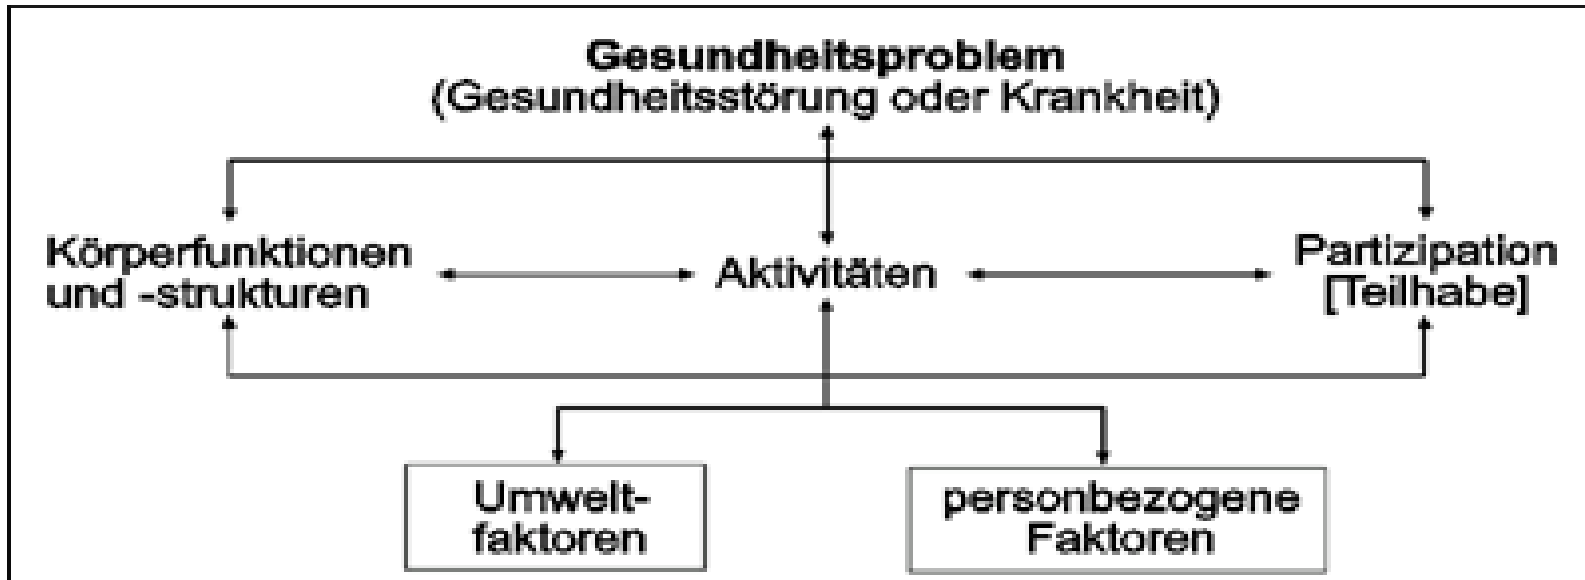 Gesundheitsproblem
(Gesundheitsstörung oder Krankheit)
Körperfunktionen
und -strukturen
Aktivitäten
Partizipation
[Teilhabe]
Umwelt-
faktoren
personbezogene
Faktoren